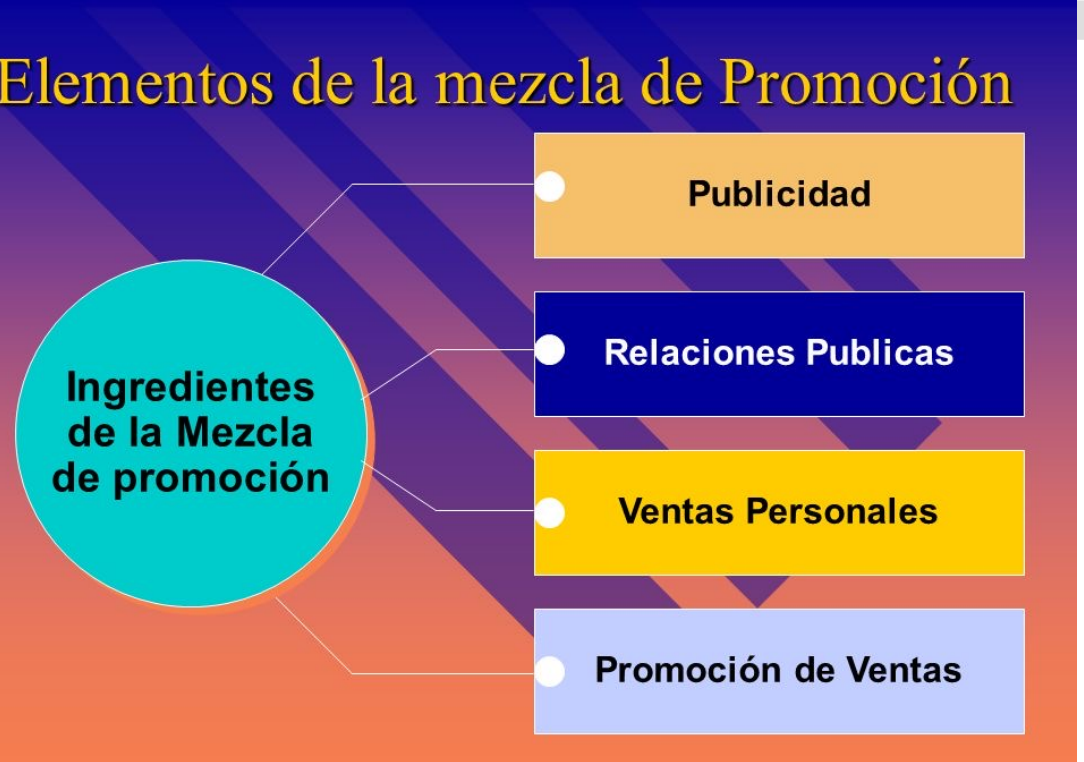 Elementos de la mezcla de Promoción
Publicidad
Relaciones Publicas
Ingredientes
de la Mezcla
de promoción
Ventas Personales
Promoción de Ventas